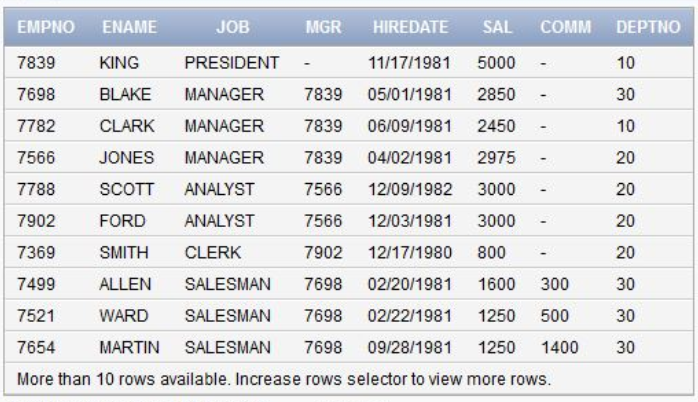 EMPNO ENAME JOB MGR HIREDATE SAL COMM DEPTNO
7839 KING PRESIDENT - 11/17/1981 5000 - 10
7698 BLAKE MANAGER 7839 05/01/1981 2850 - 30
7782 CLARK MANAGER 7839 06/09/1981 2450 - 10
7566 JONES MANAGER 7839 04/02/1981 2975 - 20
7788 SCOTT ANALYST 7566 12/09/1982 3000 - 20
7902 FORD ANALYST 7566 12/03/1981 3000 - 20
7369 SMITH CLERK 7902 12/17/1980 800 - 20
7499 ALLEN SALESMAN 7698 02/20/1981 1600 300 30
7521 WARD SALESMAN 7698 02/22/1981 1250 500 30
7654 MARTIN SALESMAN 7698 09/28/1981 1250 1400 30
More than 10 rows available. Increase rows selector to view more rows.